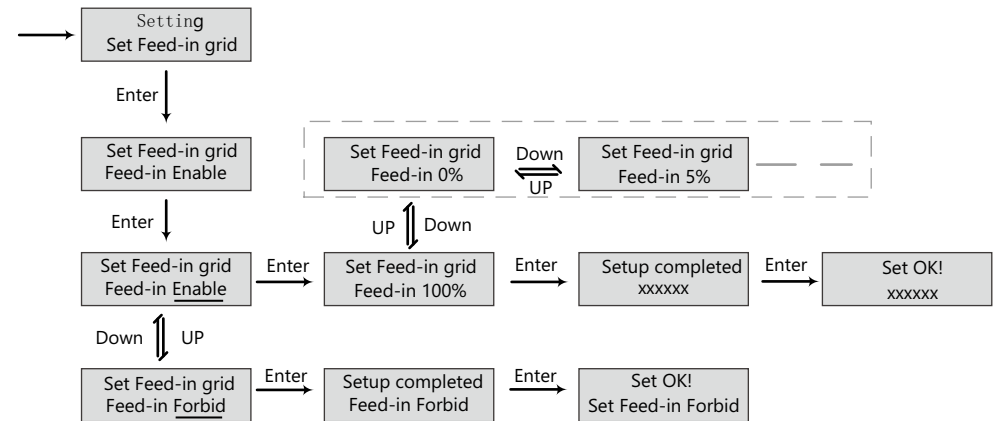 Setting
Set Feed-in grid
Enter
Set Feed-in grid
Feed-in Enable
Set Feed-in grid
Feed-in 0%
Down
UP
Set Feed-in grid
Feed-in 5%
Enter
UP
Down
Set Feed-in grid
Feed-in Enable
Enter
Set Feed-in grid
Feed-in 100%
Enter
Setup completed
xxxxxx
Enter
Set OK!
xxxxxx
Down
UP
Set Feed-in grid
Feed-in Forbid
Enter
Setup completed
Feed-in Forbid
Enter
Set OK!
Set Feed-in Forbid